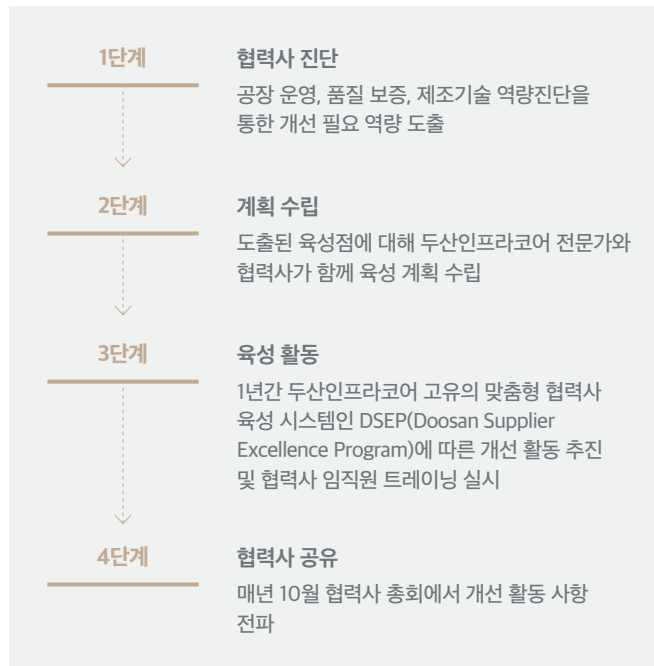 1단계
협력사 진단
공장 운영, 품질 보증, 제조기술 역량진단을
통한 개선 필요 역량 도출
2단계
계획 수립
도출된 육성점에 대해 두산인프라코어 전문가와
협력사가 함께 육성 계획 수립
3단계
육성 활동
1년간 두산인프라코어 고유의 맞춤형 협력사
육성 시스템인 DSEP(Doosan Supplier
Excellence Program)에 따른 개선 활동 추진
및 협력사 임직원 트레이닝 실시
4단계
협력사 공유
매년 10월 협력사 총회에서 개선 활동 사항
전파